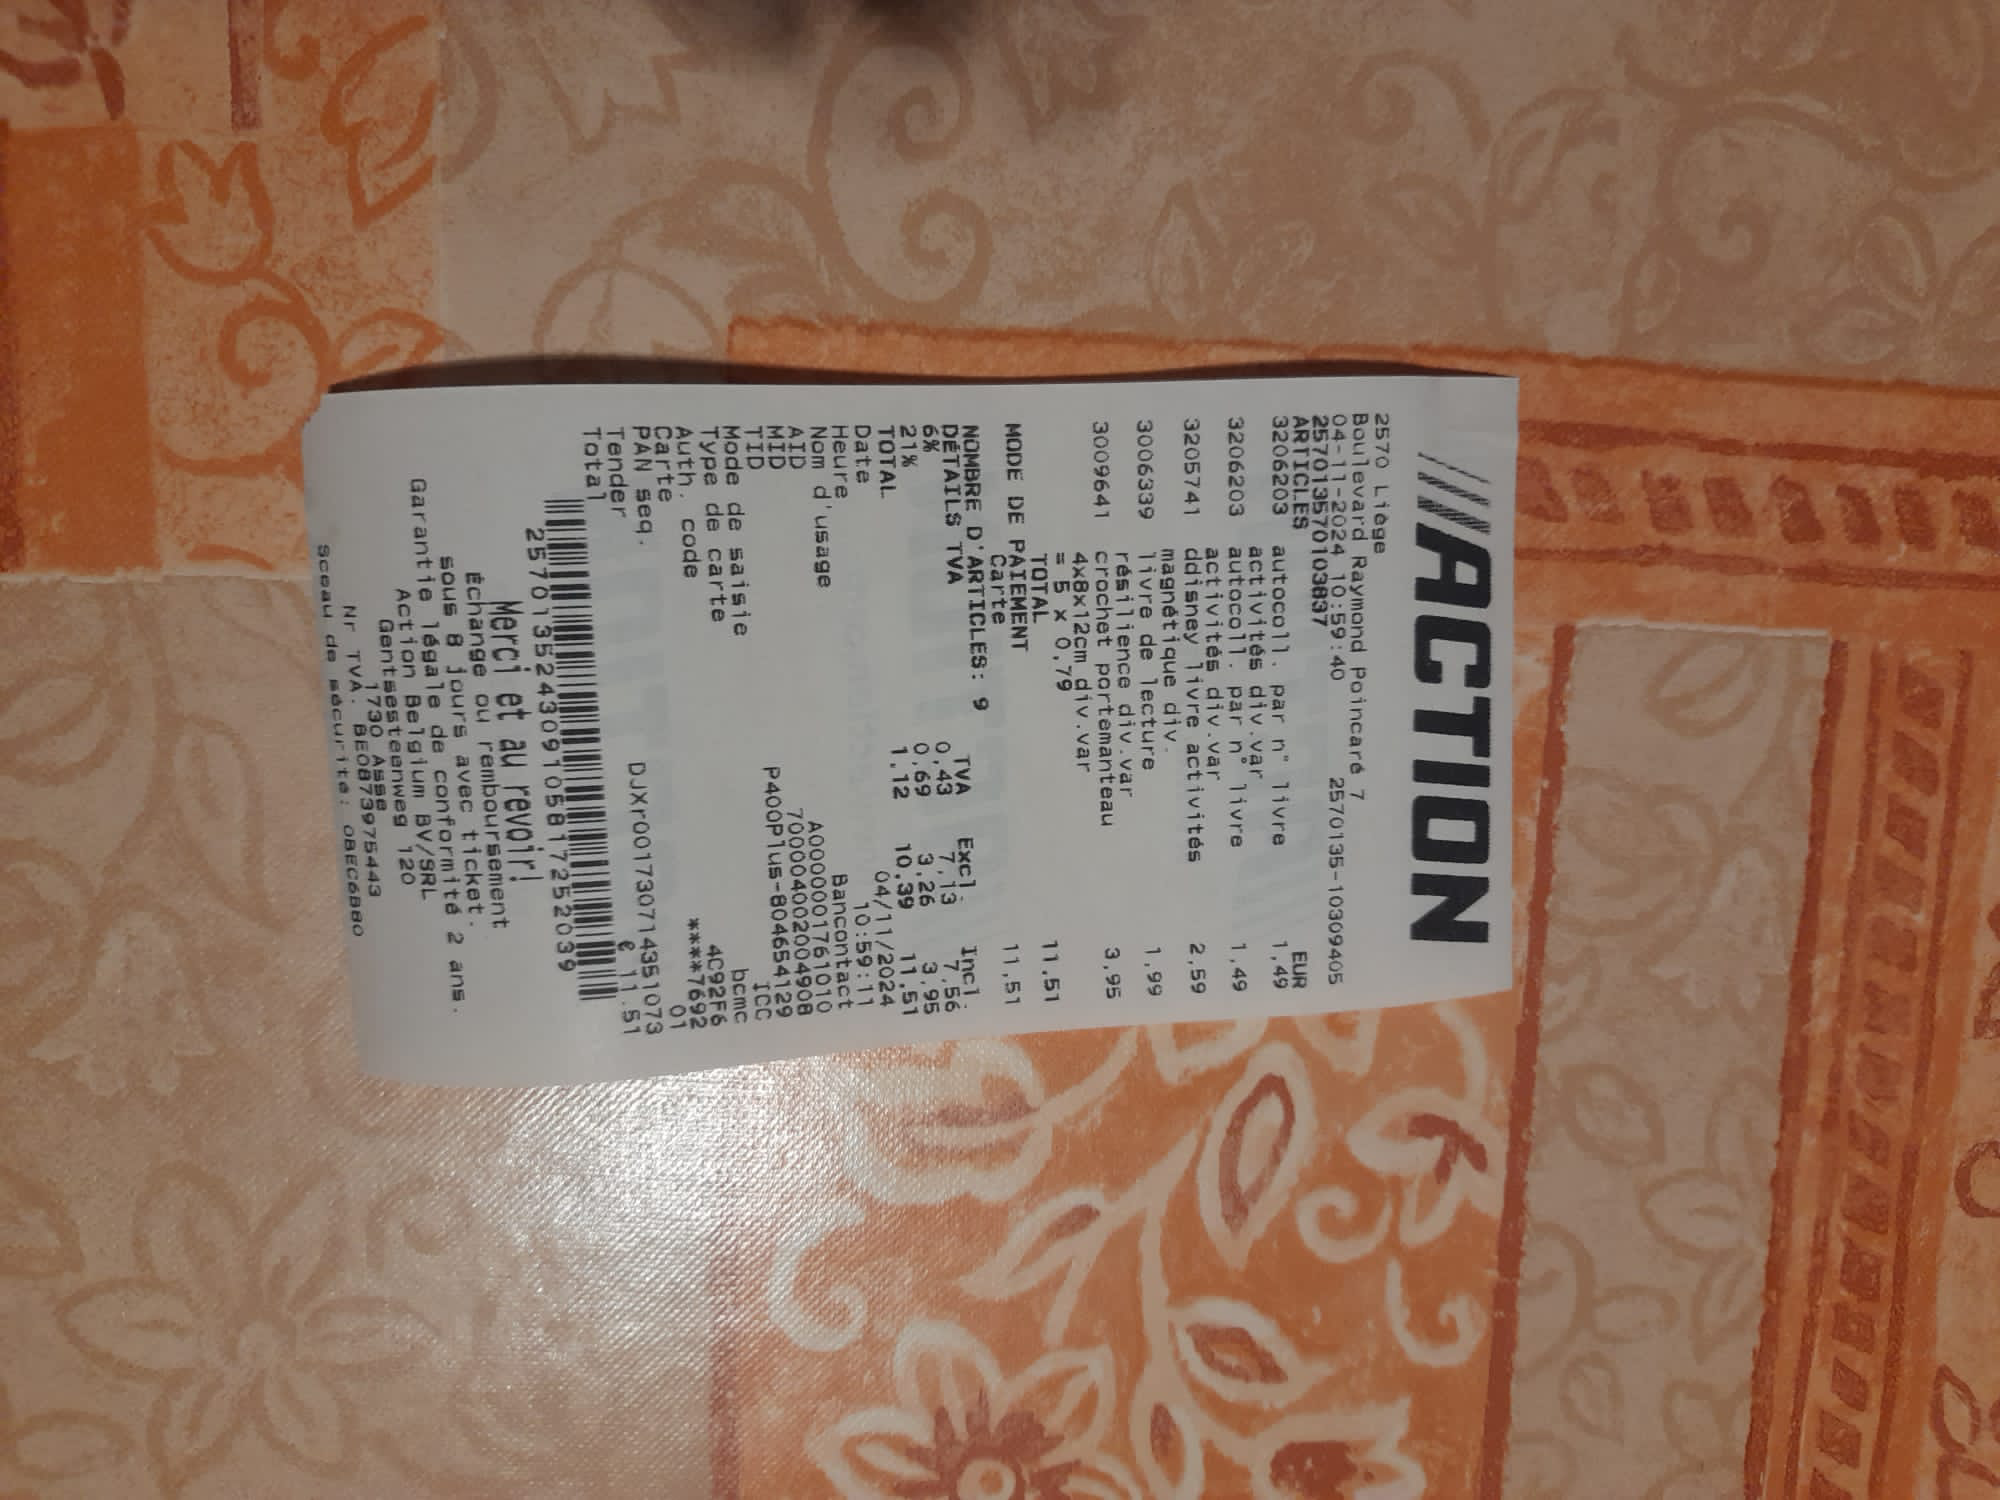 ACTION
2570 Liège
Boulevard Raymond Poincaré 7
04-11-2024 10:59:40 2570135-10309405
257013570103837
ARTICLES EUR
3206203 autocoll. par n° livre 1,49
activités div.var
3206203 autocoll. par n° livre 1,49
activités div.var
3205741 ddisney livre activités 2,59
magnétique div.
3006339 livre de lecture 1,99
résilience div.var
3009641 crochet portemanteau 3,95
4x8x12cm div.var
= 5 x 0,79
TOTAL 11,51
MODE DE PAIEMENT
Carte 11,51
NOMBRE D'ARTICLES: 9
DÉTAILS TVA TVA Excl. Incl.
6% 0,43 7,13 7,56
21% 0,69 3,26 3,95
TOTAL 1,12 10,39 11,51
Date 04/11/2024
Heure 10:59:11
Nom d'usage Bancontact
AID A0000001761010
MID 700004002004908
TID P400Plus-804654129
Mode de saisie ICC
Type de carte bcmc
Auth. code 4C92F6
Carte ****7692
PAN seq. 01
Tender DJXr001730714351073
Total € 11.51
257013524309105817252039
Merci et au revoir!
Échange ou remboursement
sous 8 jours avec ticket.
Garantie légale de conformité 2 ans.
Action Belgium BV/SRL
Gentsesteenweg 120
1730 Asse
Nr TVA. BE0873975443
Sceau de sécurité: 0BEC6B80